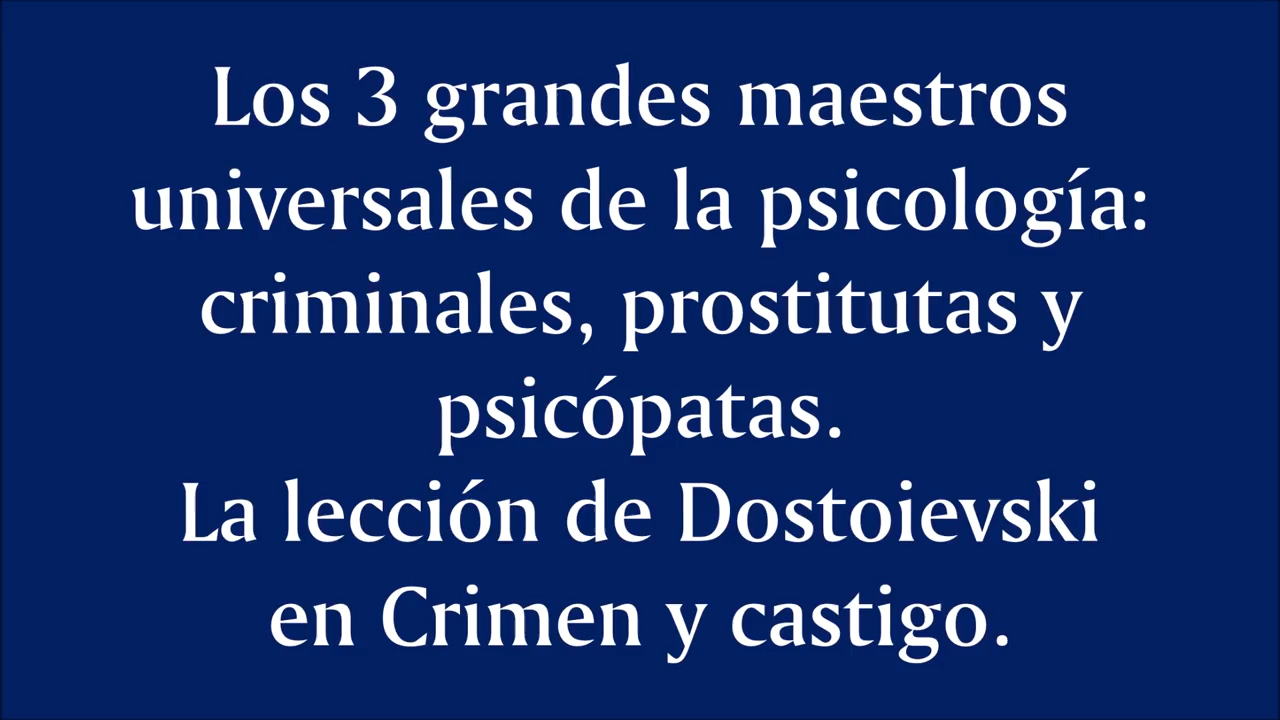 Los 3 grandes maestros
universales de la psicología:
criminales, prostitutas y
psicópatas.
La lección de Dostoievski
en Crimen y castigo.